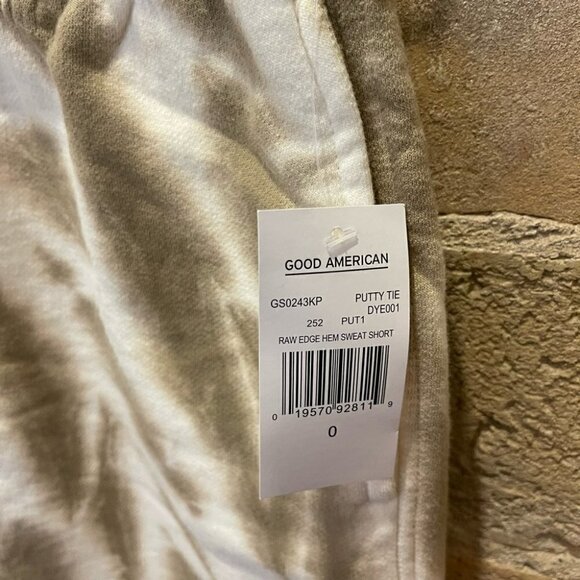 GOOD AMERICAN
GS0243KP PUTTY TIE
DYE001
252 PUT1
RAW EDGE HEM SWEAT SHORT
0 19570 92811 9
0